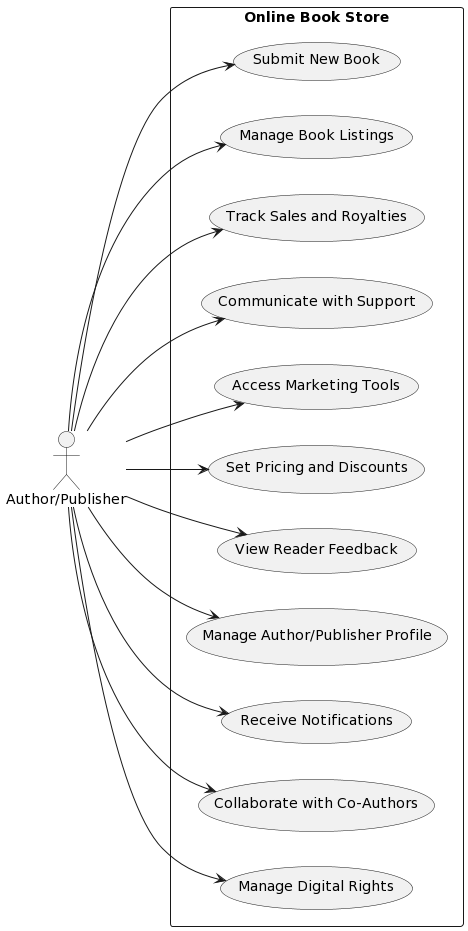 Online Book Store
Submit New Book
Manage Book Listings
Track Sales and Royalties
Communicate with Support
Access Marketing Tools
Set Pricing and Discounts
Author/Publisher
View Reader Feedback
Manage Author/Publisher Profile
Receive Notifications
Collaborate with Co-Authors
Manage Digital Rights